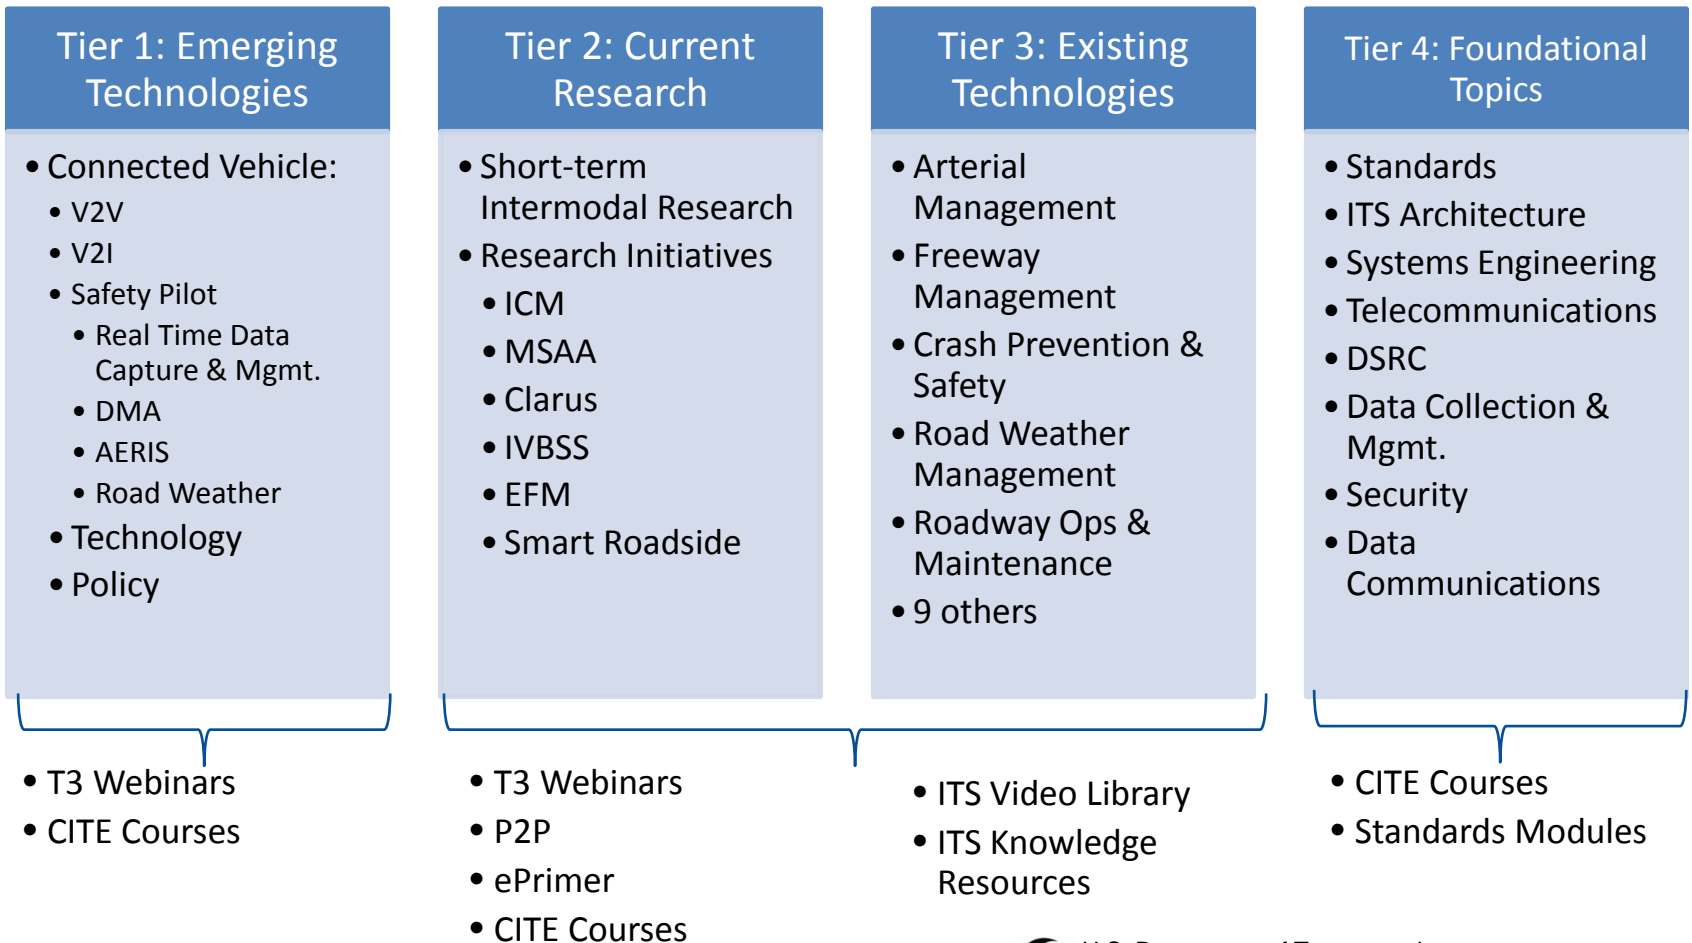 Tier 1: Emerging
Technologies
• Connected Vehicle:
• V2V
• V2I
• Safety Pilot
• Real Time Data
Capture & Mgmt.
• DMA
• AERIS
• Road Weather
• Technology
• Policy
Tier 2: Current
Research
• Short-term
Intermodal Research
• Research Initiatives
• ICM
• MSAA
• Clarus
• IVBSS
• EFM
• Smart Roadside
Tier 3: Existing
Technologies
• Arterial
Management
• Freeway
Management
• Crash Prevention &
Safety
• Road Weather
Management
• Roadway Ops &
Maintenance
• 9 others
Tier 4: Foundational
Topics
• Standards
• ITS Architecture
• Systems Engineering
• Telecommunications
• DSRC
• Data Collection &
Mgmt.
• Security
• Data
Communications
• T3 Webinars
• CITE Courses
• T3 Webinars
• P2P
• ePrimer
• CITE Courses
• ITS Video Library
• ITS Knowledge
Resources
• CITE Courses
• Standards Modules